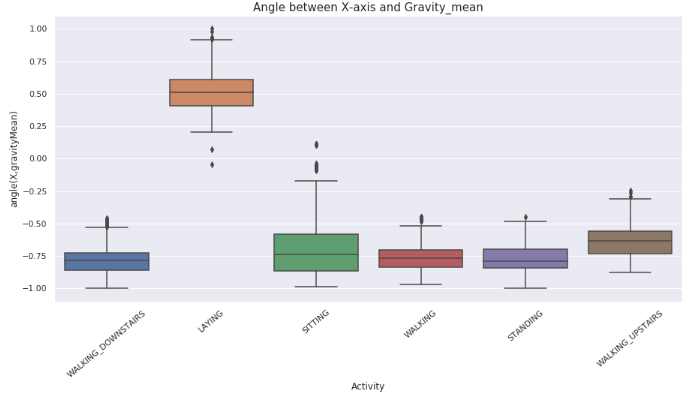 Angle between X-axis and Gravity_mean
1.00
0.75
0.50
0.25
0.00
−0.25
−0.50
−0.75
−1.00
angle(X,gravityMean)
WALKING_DOWNSTAIRS
LAYING
SITTING
WALKING
STANDING
WALKING_UPSTAIRS
Activity